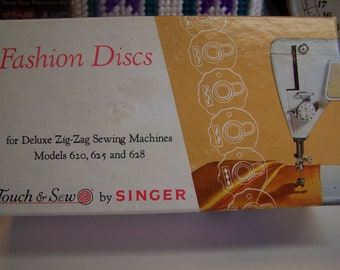 Fashion Discs
for Deluxe Zig-Zag Sewing Machines
Models 620, 625 and 628
Touch & Sew by SINGER